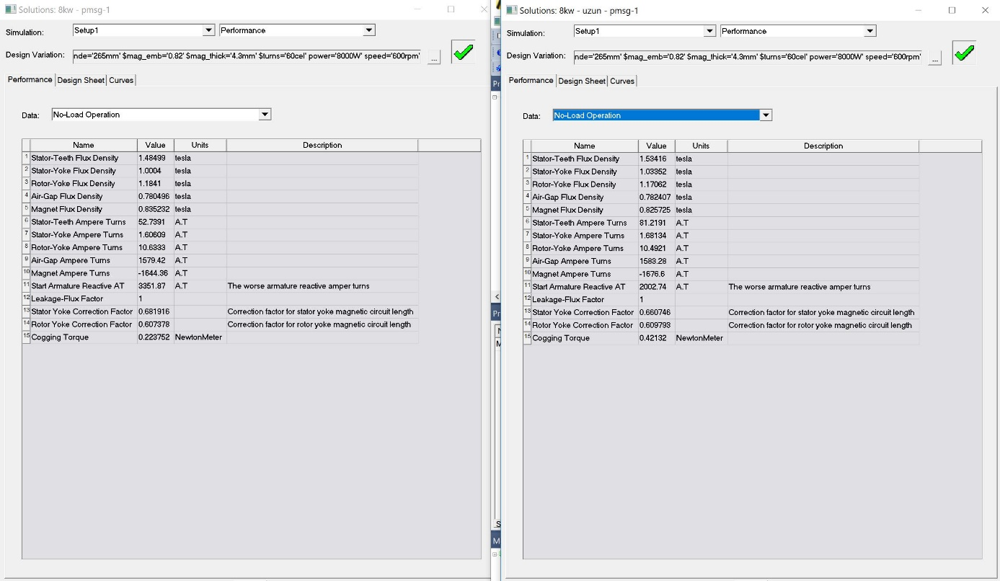 Solutions: 8kw - pmsg-1
Simulation: Setup1 Performance
Design Variation: nde='265mm' $mag_emb='0.82' $mag_thick='4.3mm' $turns='60cel' power='8000W' speed='600rpm' ...
Performance Design Sheet Curves
Data: No-Load Operation
Name Value Units Description
1 Stator-Teeth Flux Density 1.48499 tesla
2 Stator-Yoke Flux Density 1.0004 tesla
3 Rotor-Yoke Flux Density 1.1841 tesla
4 Air-Gap Flux Density 0.780496 tesla
5 Magnet Flux Density 0.835232 tesla
6 Stator-Teeth Ampere Turns 52.7391 A.T
7 Stator-Yoke Ampere Turns 1.60609 A.T
8 Rotor-Yoke Ampere Turns 10.6333 A.T
9 Air-Gap Ampere Turns 1579.42 A.T
10 Magnet Ampere Turns -1644.36 A.T
11 Start Armature Reactive AT 3351.87 A.T The worse armature reactive amper turns
12 Leakage-Flux Factor 1
13 Stator Yoke Correction Factor 0.681916 Correction factor for stator yoke magnetic circuit length
14 Rotor Yoke Correction Factor 0.607378 Correction factor for rotor yoke magnetic circuit length
15 Cogging Torque 0.223752 NewtonMeter
Pr
Pr
M
S
M
Solutions: 8kw - uzun - pmsg-1
Simulation: Setup1 Performance
Design Variation: nde='265mm' $mag_emb='0.82' $mag_thick='4.3mm' $turns='60cel' power='8000W' speed='600rpm' ...
Performance Design Sheet Curves
Data: No-Load Operation
Name Value Units Description
1 Stator-Teeth Flux Density 1.53416 tesla
2 Stator-Yoke Flux Density 1.03352 tesla
3 Rotor-Yoke Flux Density 1.17062 tesla
4 Air-Gap Flux Density 0.782407 tesla
5 Magnet Flux Density 0.825725 tesla
6 Stator-Teeth Ampere Turns 81.2191 A.T
7 Stator-Yoke Ampere Turns 1.68134 A.T
8 Rotor-Yoke Ampere Turns 10.4921 A.T
9 Air-Gap Ampere Turns 1583.28 A.T
10 Magnet Ampere Turns -1676.6 A.T
11 Start Armature Reactive AT 2002.74 A.T The worse armature reactive amper turns
12 Leakage-Flux Factor 1
13 Stator Yoke Correction Factor 0.660746 Correction factor for stator yoke magnetic circuit length
14 Rotor Yoke Correction Factor 0.609793 Correction factor for rotor yoke magnetic circuit length
15 Cogging Torque 0.42132 NewtonMeter